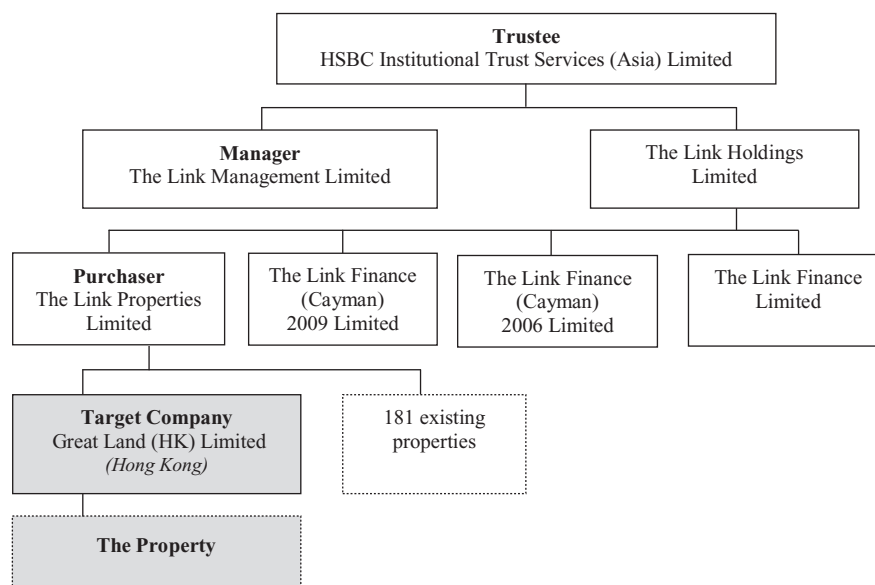 Trustee
HSBC Institutional Trust Services (Asia) Limited
Manager
The Link Management Limited
The Link Holdings
Limited
Purchaser
The Link Properties
Limited
The Link Finance
(Cayman)
2009 Limited
The Link Finance
(Cayman)
2006 Limited
The Link Finance
Limited
Target Company
Great Land (HK) Limited
(Hong Kong)
181 existing
properties
The Property